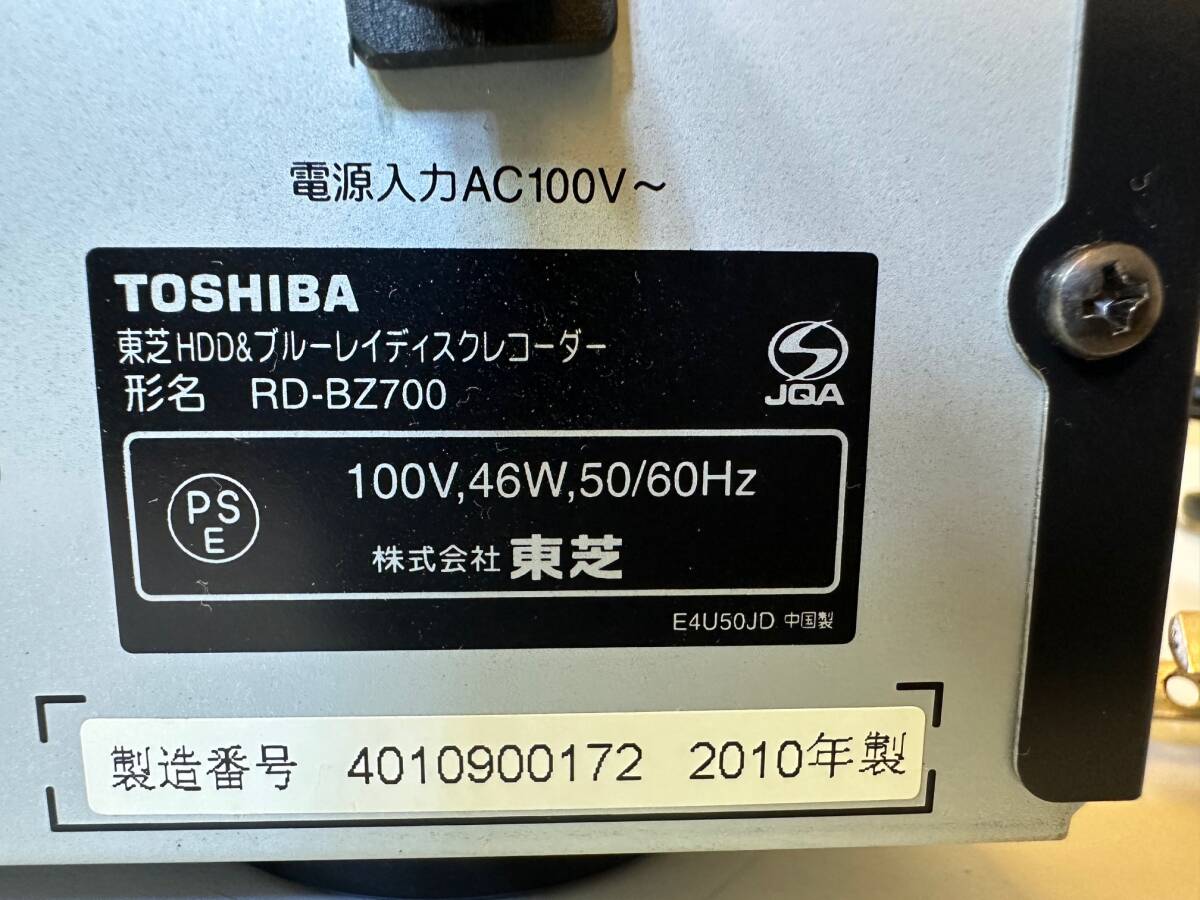 電源入力AC100V～
TOSHIBA
東芝HDD&ブルーレイディスクレコーダー
形名 RD-BZ700
JQA
100V,46W,50/60Hz
PS
E
株式会社 東芝
E4U50JD 中国製
製造番号 4010900172 2010年製